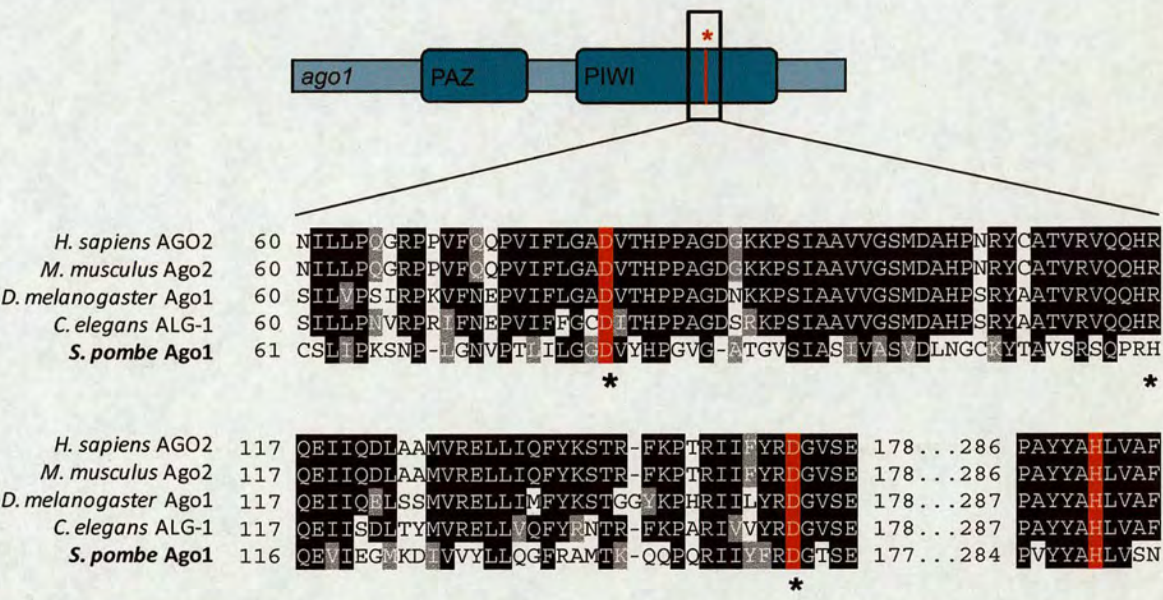 *
ago1 PAZ PIWI
H. sapiens AGO2 60 NILLPQGRPPVFQQPVIFLGADVTHPPAGDGKKPSIAAVVGSMDAHPNRYCATVRVQQHR
M. musculus Ago2 60 NILLPQGRPPVFQQPVIFLGADVTHPPAGDGKKPSIAAVVGSMDAHPNRYCATVRVQQHR
D. melanogaster Ago1 60 SILVPSIRPKVFNEPVIFLGADVTHPPAGDNKKPSIAAVVGSMDAHPSRYAATVRVQQHR
C. elegans ALG-1 60 SILLPNVRPRIFNEPVIFFGCDITHPPAGDSRKPSIAAVVGSMDAHPSRYAATVRVQQHR
S. pombe Ago1 61 CSLIPKSNP-LGNVPTLILGGDVYHPGVG-ATGVSIASIVASVDLNGCKYTAVSRSQPRH
* *
H. sapiens AGO2 117 QEIIQDLAAMVRELLIQFYKSTR-FKPTRIIFYRDGVSE 178...286 PAYYAHLVAF
M. musculus Ago2 117 QEIIQDLAAMVRELLIQFYKSTR-FKPTRIIFYRDGVSE 178...286 PAYYAHLVAF
D. melanogaster Ago1 117 QEIIQELSSMVRELLIMFYKSTGGYKPHRIILYRDGVSE 178...287 PAYYAHLVAF
C. elegans ALG-1 117 QEIISDLTYMVRELLVQFYRNTR-FKPARIVVYRDGVSE 178...287 PAYYAHLVAF
S. pombe Ago1 116 QEVIEGMKDIVVYLLQGFRAMTK-QQPQRIIYFRDGTSE 177...284 PVYYAHLVSN
*